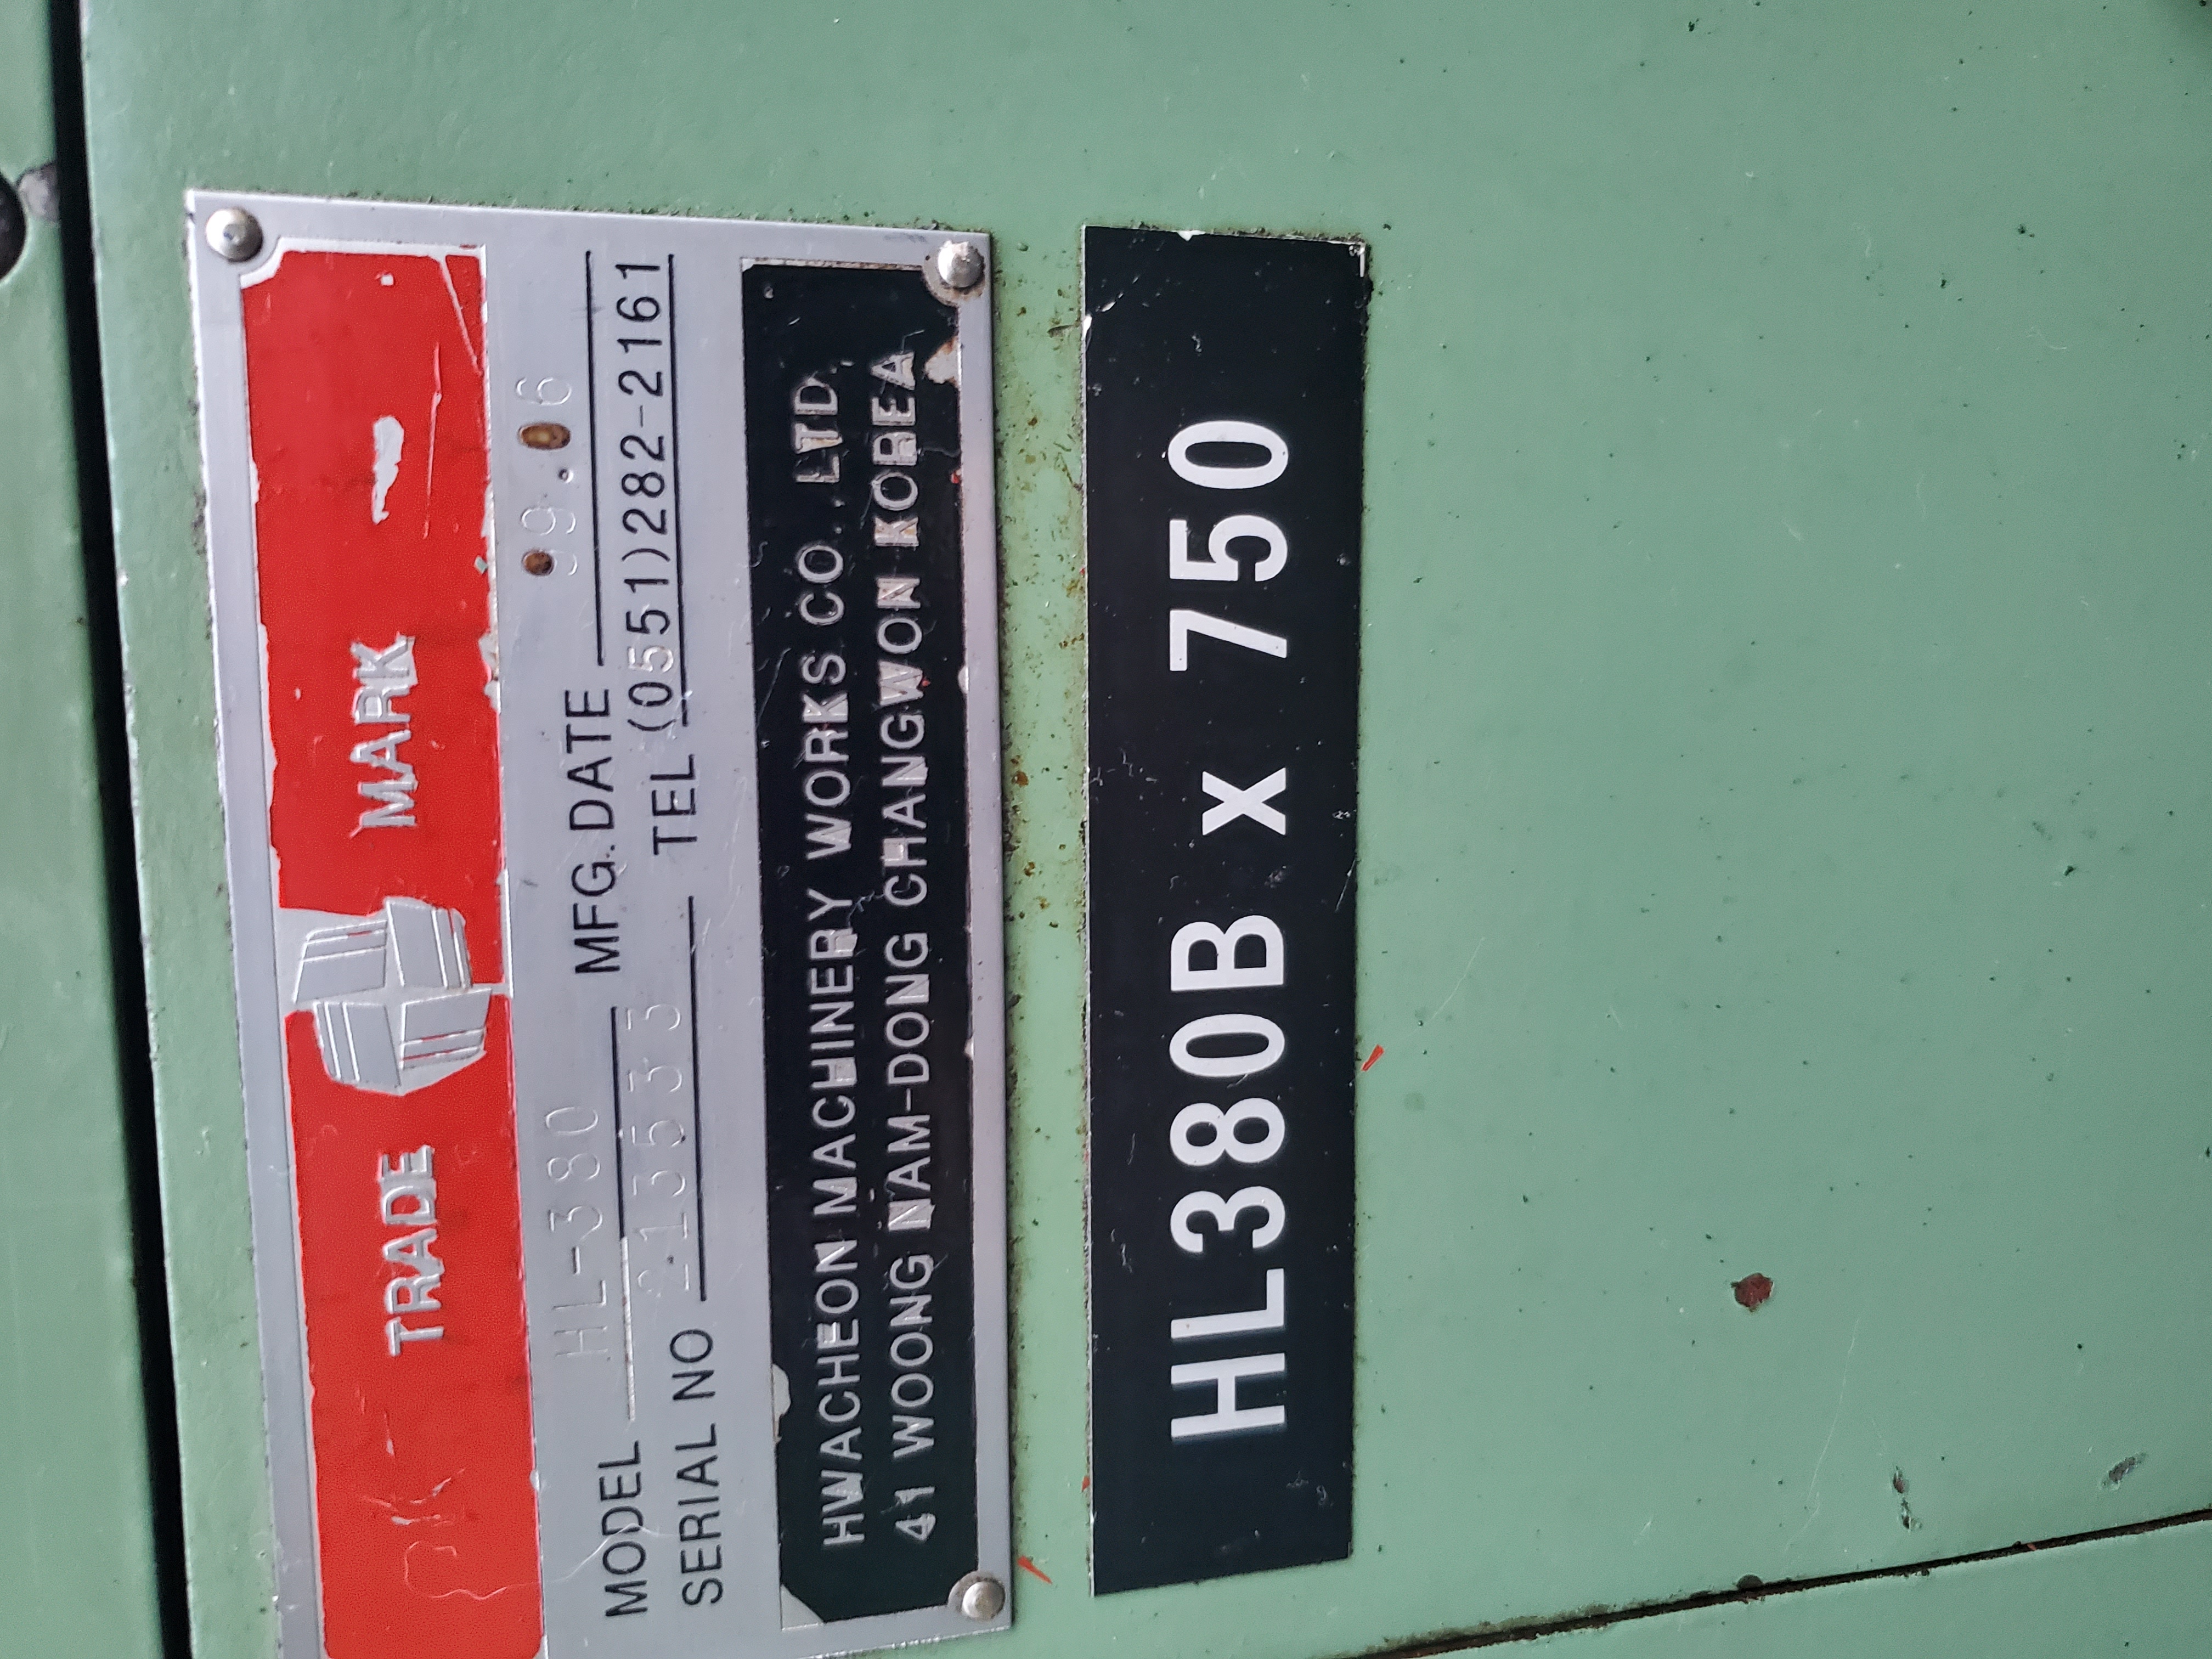 TRADE MARK
MODEL HL-380 MFG.DATE 99.06
SERIAL NO 213533 TEL (0551)282-2161
HWACHEON MACHINERY WORKS CO.,LTD,
41 WOONG NAM-DONG CHANGWON KOREA
HL380B x 750